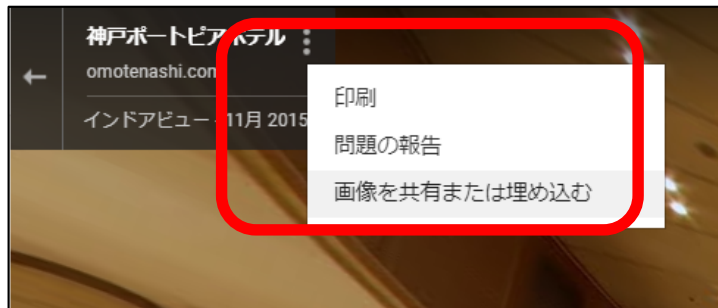 神戸ポートピアホテル
omotenashi.com
インドアビュー - 11月 2015
印刷
問題の報告
画像を共有または埋め込む